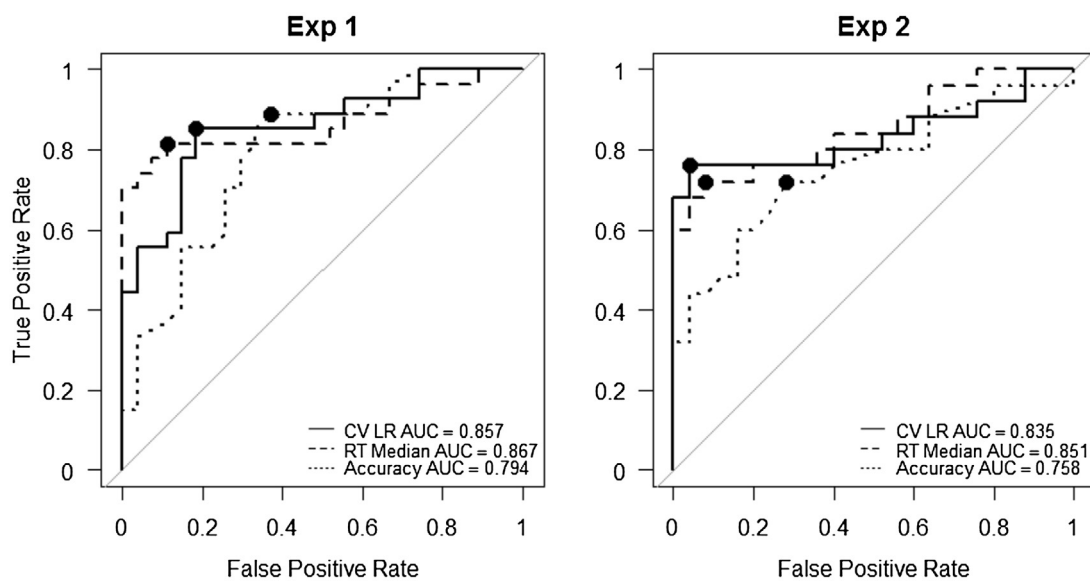 Exp 1
True Positive Rate
1
0.8
0.6
0.4
0.2
0
CV LR AUC = 0.857
RT Median AUC = 0.867
Accuracy AUC = 0.794
0 0.2 0.4 0.6 0.8 1
False Positive Rate
Exp 2
1
0.8
0.6
0.4
0.2
0
CV LR AUC = 0.835
RT Median AUC = 0.851
Accuracy AUC = 0.758
0 0.2 0.4 0.6 0.8 1
False Positive Rate